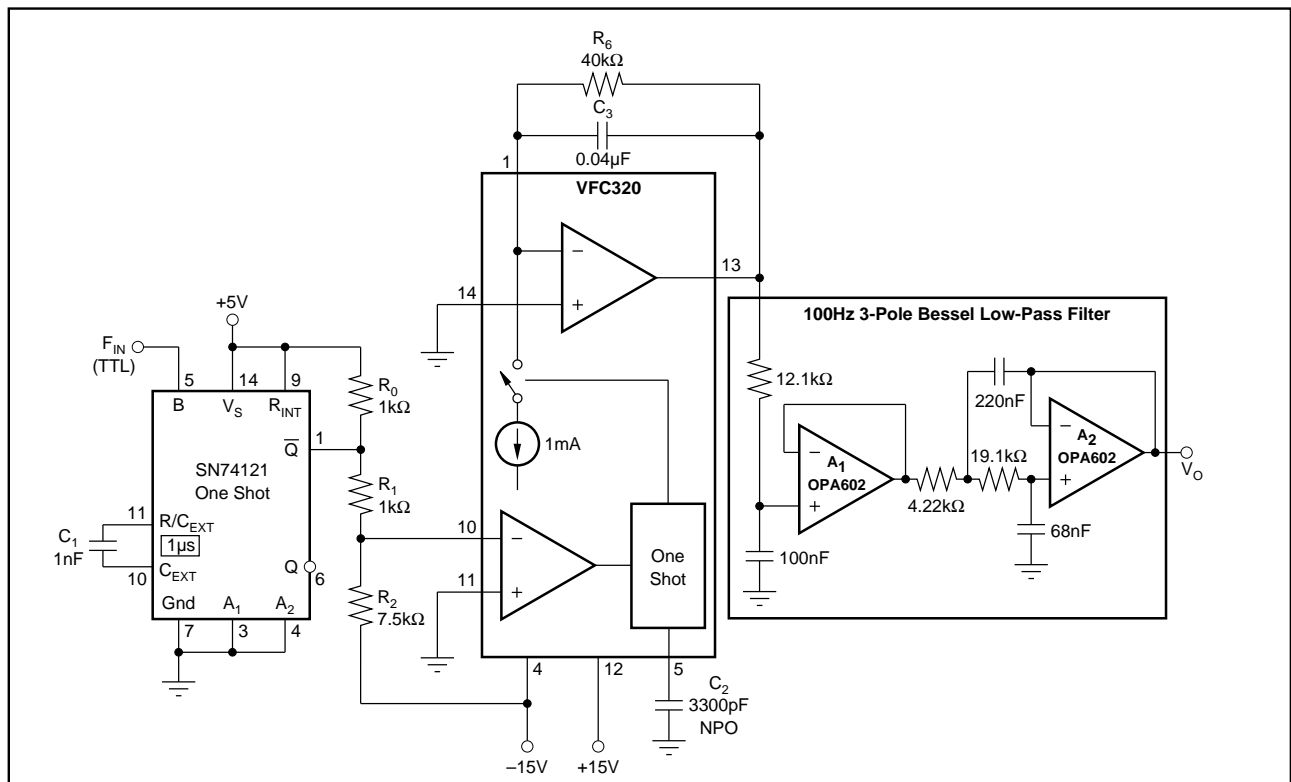 R6
40kΩ
C3
0.04µF
1
VFC320
13
14
+5V
FIN
(TTL)
5
14
9
B
VS
RINT
R0
1kΩ
Q̅
1
SN74121
One Shot
R1
1kΩ
1mA
C1
1nF
11
R/CEXT
1µs
10
CEXT
Q
6
10
11
One
Shot
R2
7.5kΩ
Gnd
A1
A2
7
3
4
4
12
5
C2
3300pF
NPO
–15V
+15V
100Hz 3-Pole Bessel Low-Pass Filter
12.1kΩ
220nF
A1
OPA602
4.22kΩ
19.1kΩ
A2
OPA602
VO
100nF
68nF
–
+
–
+
–
+
–
+